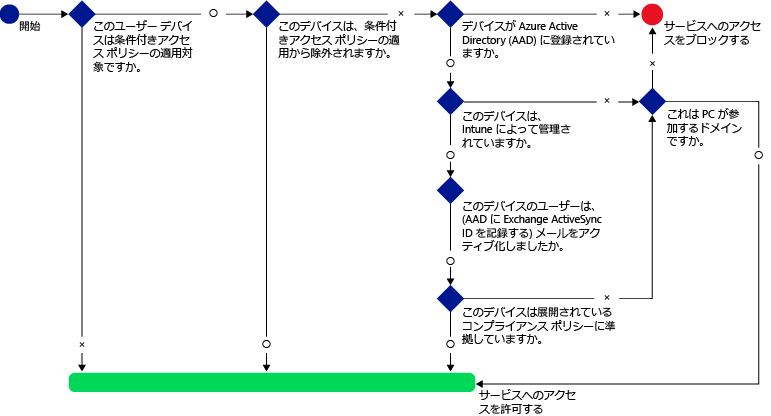 開始
このユーザー デバイ
スは条件付きアクセ
ス ポリシーの適用対
象ですか。
○
このデバイスは、条件付
きアクセス ポリシーの適
用から除外されますか。
×
デバイスが Azure Active
Directory (AAD) に登録されてい
ますか。
×
サービスへのアクセ
スをブロックする
○
×
このデバイスは、
Intune によって管理さ
れていますか。
×
これは PC が参
加するドメイン
ですか。
○
○
このデバイスのユーザーは、
(AAD に Exchange ActiveSync
ID を記録する) メールをアク
ティブ化しましたか。
○
×
このデバイスは展開されている
コンプライアンス ポリシーに準
拠していますか。
×
○
○
サービスへのアクセ
スを許可する